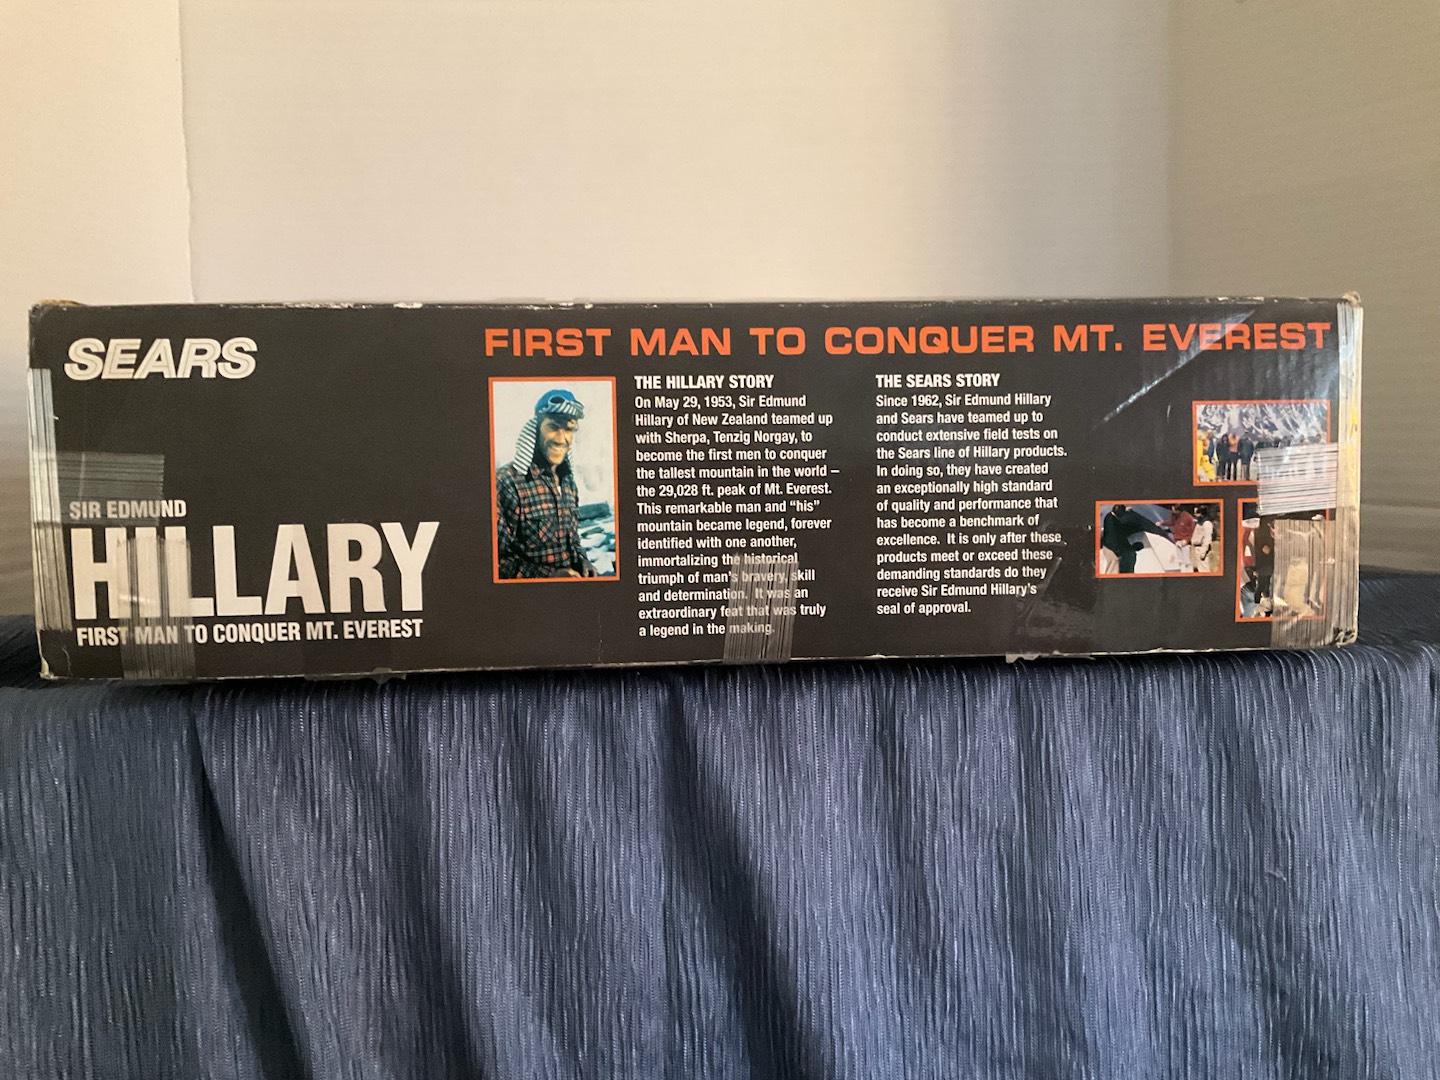 SEARS
SIR EDMUND
HILLARY
FIRST MAN TO CONQUER MT. EVEREST
FIRST MAN TO CONQUER MT. EVEREST
THE HILLARY STORY
On May 29, 1953, Sir Edmund
Hillary of New Zealand teamed up
with Sherpa, Tenzig Norgay, to
become the first men to conquer
the tallest mountain in the world –
the 29,028 ft. peak of Mt. Everest.
This remarkable man and “his”
mountain became legend, forever
identified with one another,
immortalizing the historical
triumph of man's bravery, skill
and determination. It was an
extraordinary feat that was truly
a legend in the making.
THE SEARS STORY
Since 1962, Sir Edmund Hillary
and Sears have teamed up to
conduct extensive field tests on
the Sears line of Hillary products.
In doing so, they have created
an exceptionally high standard
of quality and performance that
has become a benchmark of
excellence. It is only after these
products meet or exceed these
demanding standards do they
receive Sir Edmund Hillary's
seal of approval.